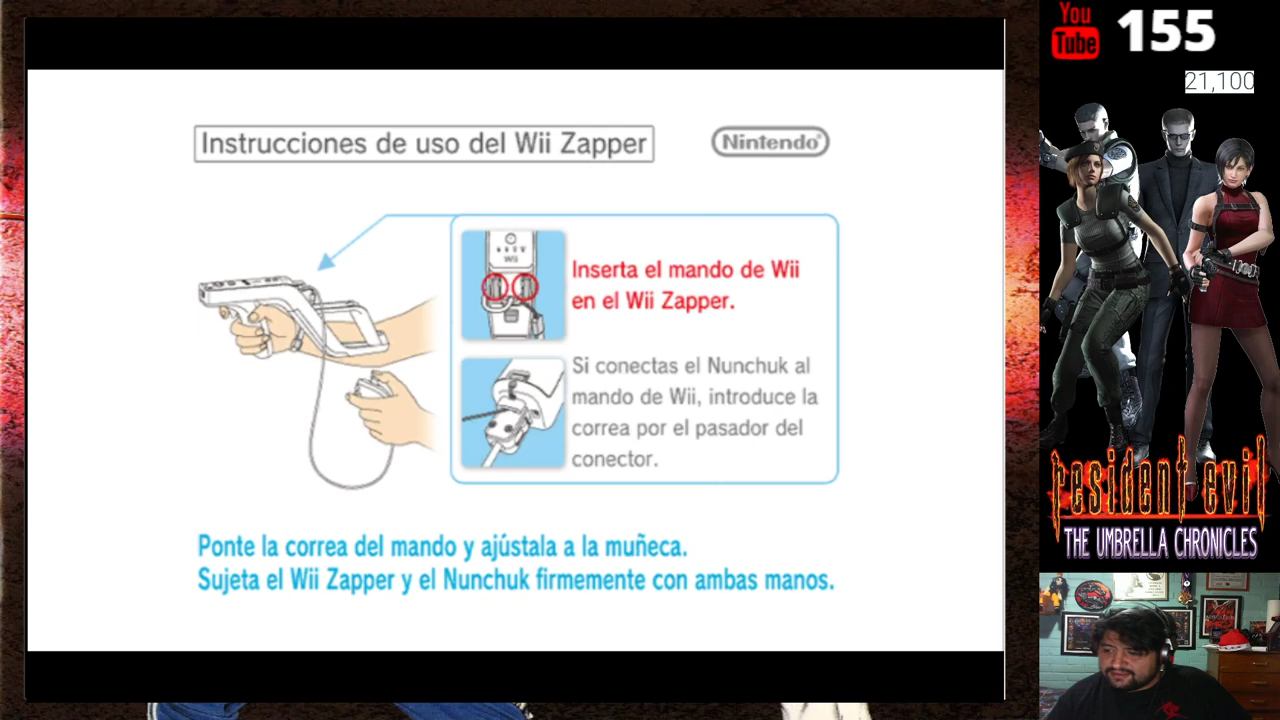 Instrucciones de uso del Wii Zapper
Nintendo®
Wii
Inserta el mando de Wii
en el Wii Zapper.
Si conectas el Nunchuk al
mando de Wii, introduce la
correa por el pasador del
conector.
Ponte la correa del mando y ajústala a la muñeca.
Sujeta el Wii Zapper y el Nunchuk firmemente con ambas manos.
You
Tube
155
21,100
resident evil
THE UMBRELLA CHRONICLES